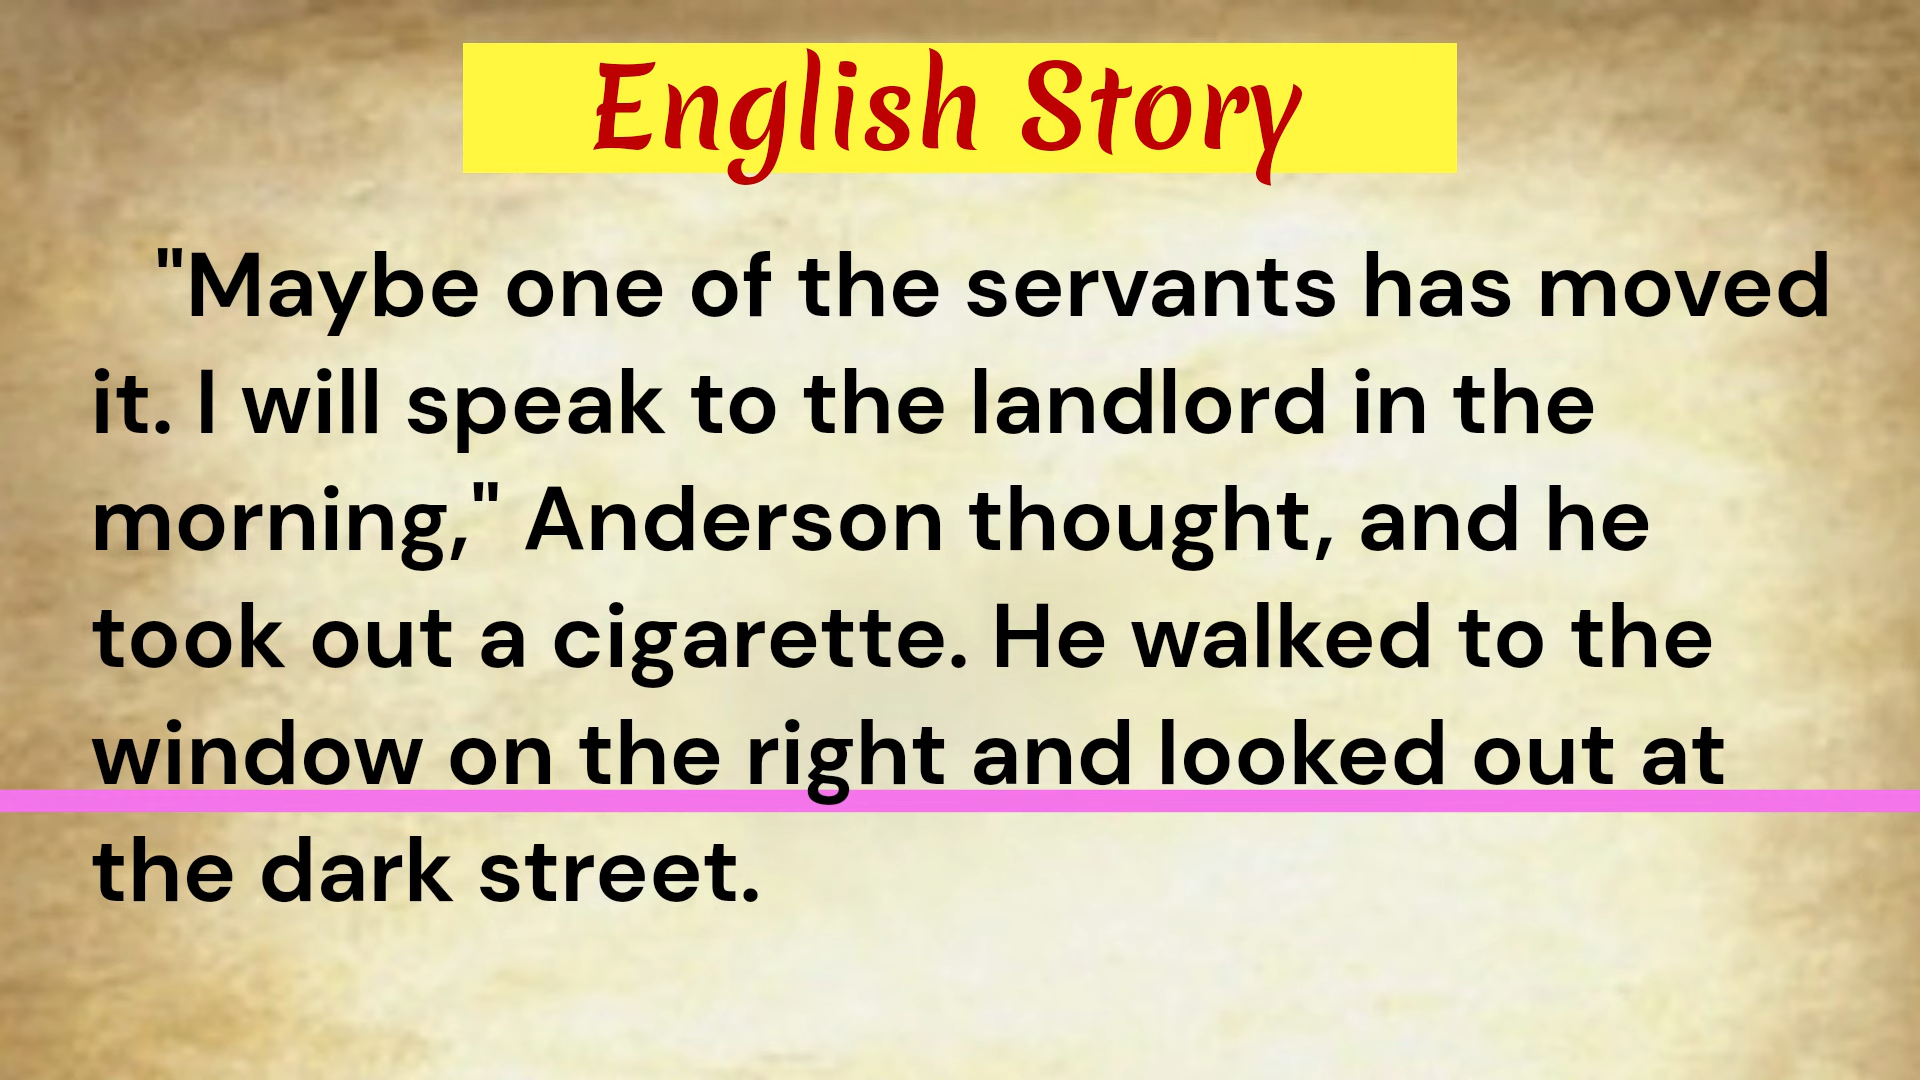 English Story
"Maybe one of the servants has moved
it. I will speak to the landlord in the
morning," Anderson thought, and he
took out a cigarette. He walked to the
window on the right and looked out at
the dark street.